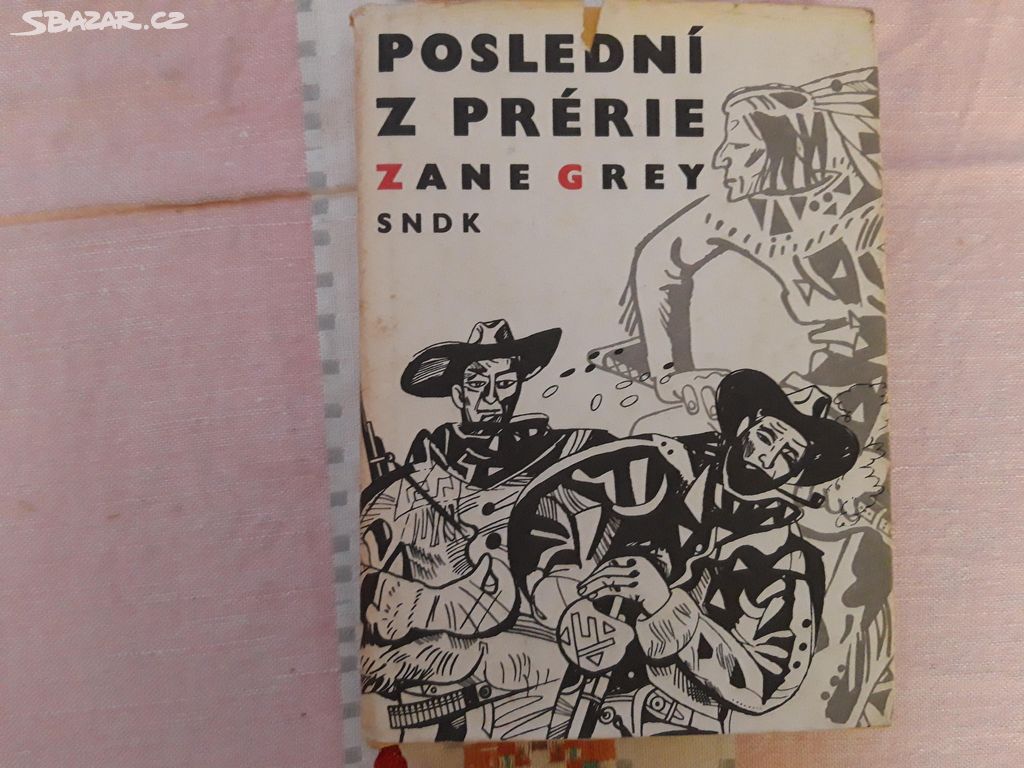 SBAZAR.CZ
POSLEDNÍ
Z PRÉRIE
ZANE GREY
SNDK